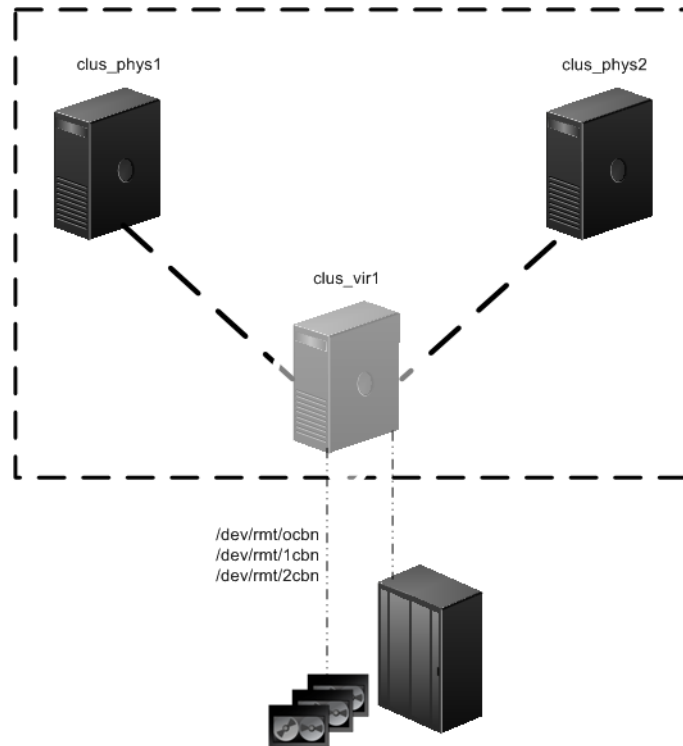 clus_phys1
clus_phys2
clus_vir1
/dev/rmt/ocbn
/dev/rmt/1cbn
/dev/rmt/2cbn